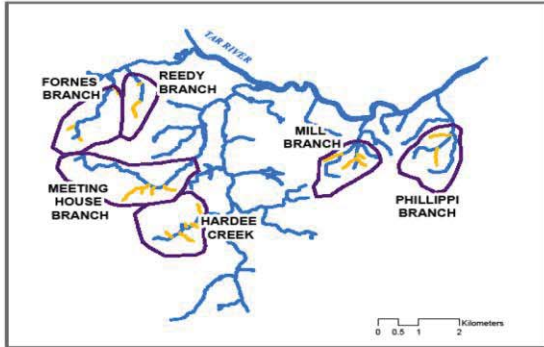 TAR RIVER
FORNES
BRANCH
REEDY
BRANCH
MILL
BRANCH
MEETING
HOUSE
BRANCH
PHILLIPPI
BRANCH
HARDEE
CREEK
Kilometers
0 0.5 1 2